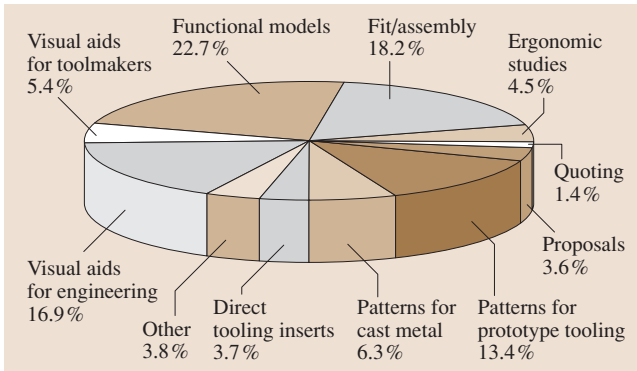 Functional models
22.7%
Fit/assembly
18.2%
Visual aids
for toolmakers
5.4%
Ergonomic
studies
4.5%
Quoting
1.4%
Proposals
3.6%
Visual aids
for engineering
16.9%
Other
3.8%
Direct
tooling inserts
3.7%
Patterns for
cast metal
6.3%
Patterns for
prototype tooling
13.4%